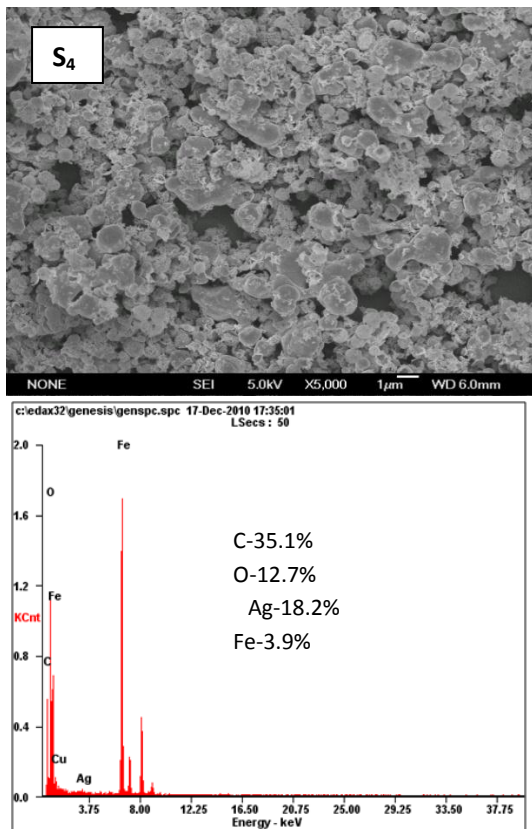 S₄
NONE SEI 5.0kV X5,000 1μm WD 6.0mm
c:\edax32\genesis\genspc.spc 17-Dec-2010 17:35:01
LSecs : 50
2.0
Fe
O
1.6
C-35.1%
O-12.7%
1.2
Ag-18.2%
Fe
KCnt
Fe-3.9%
0.8
C
0.4
Cu
Ag
0.0
3.75 8.00 12.25 16.50 20.75 25.00 29.25 33.50 37.75
Energy - keV